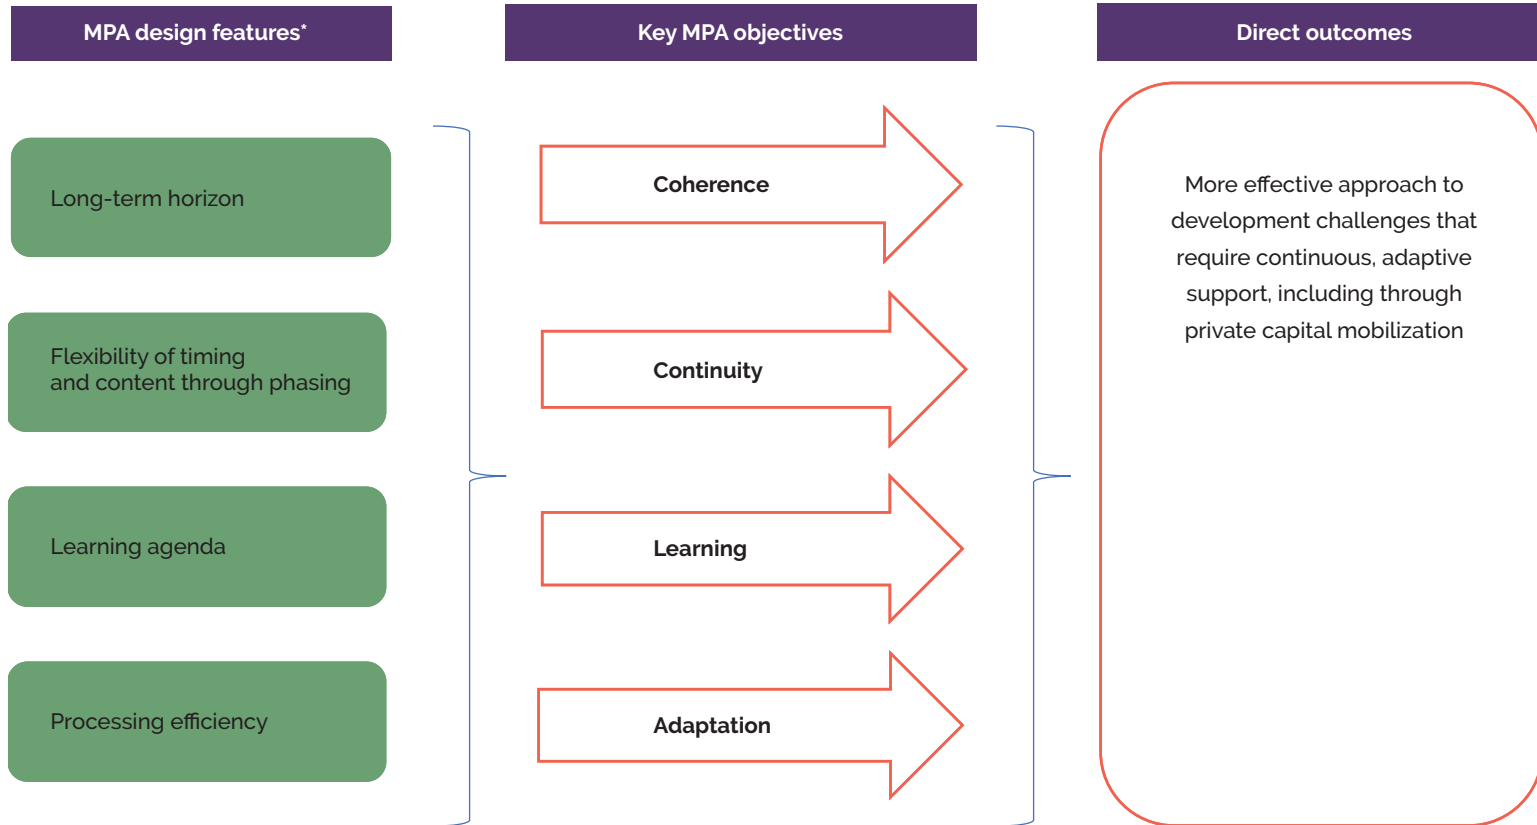 MPA design features*
Key MPA objectives
Direct outcomes
Long-term horizon
Flexibility of timing
and content through phasing
Learning agenda
Processing efficiency
Coherence
Continuity
Learning
Adaptation
More effective approach to
development challenges that
require continuous, adaptive
support, including through
private capital mobilization